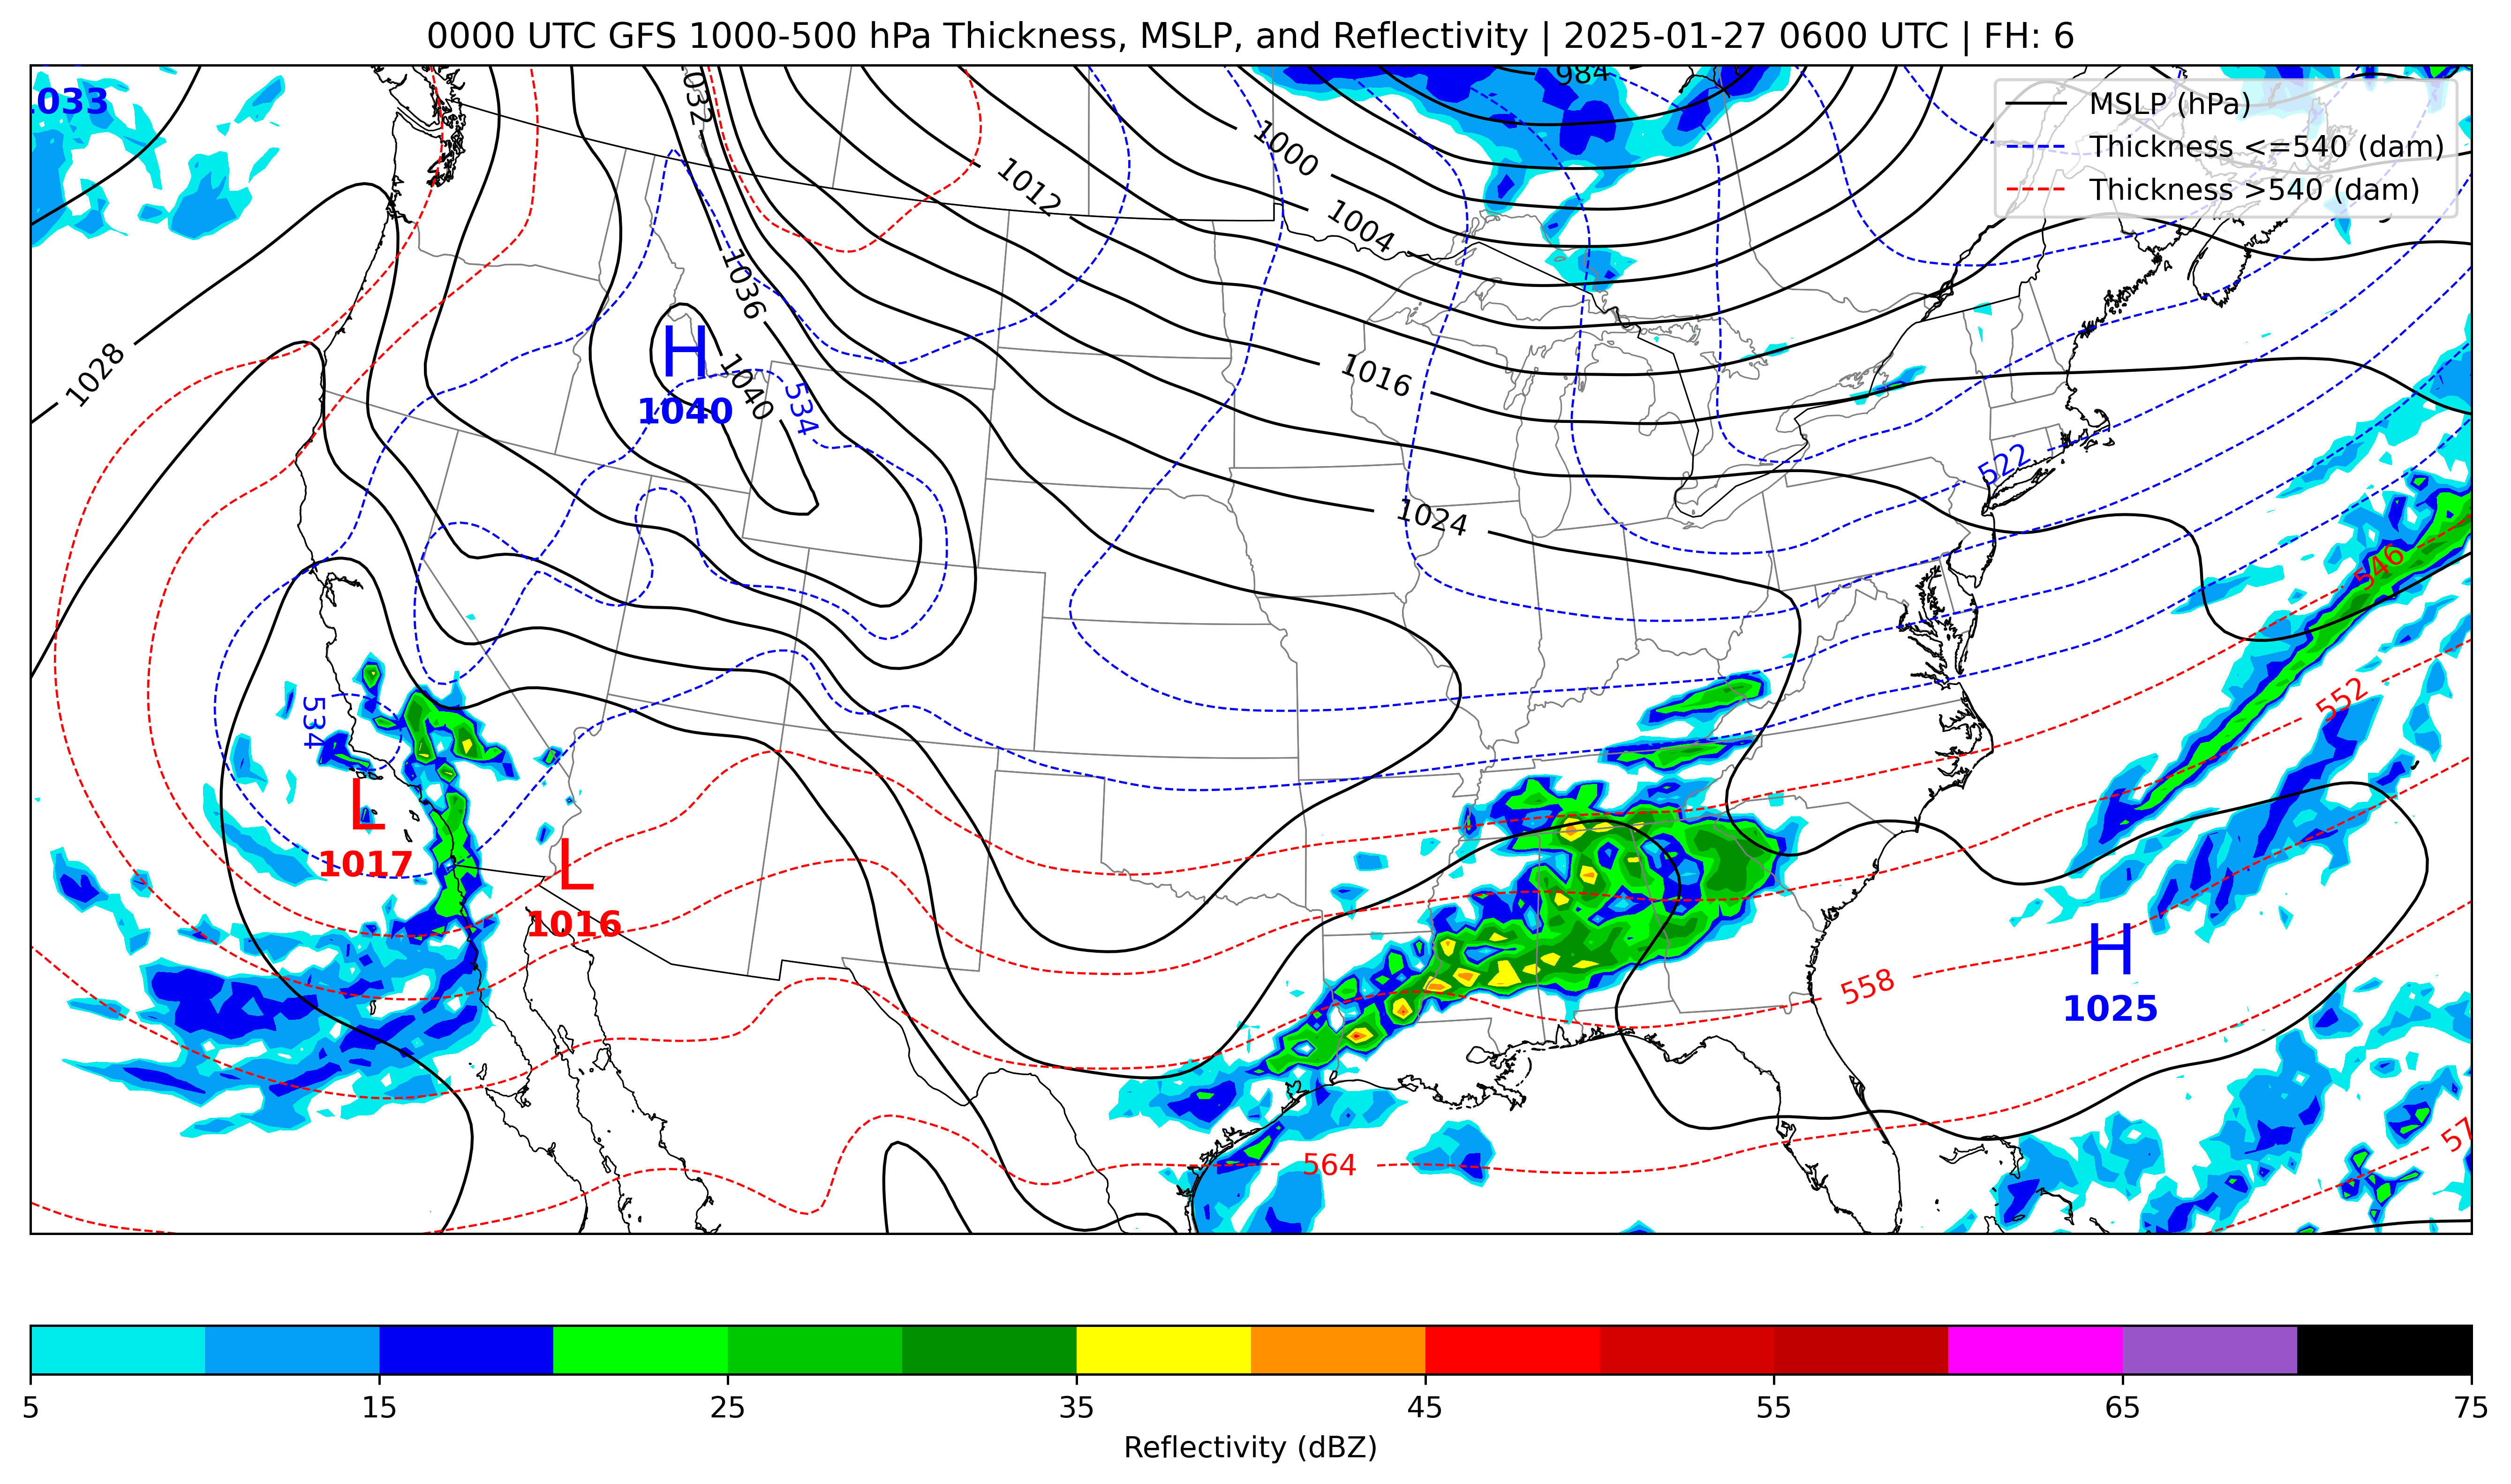 0000 UTC GFS 1000-500 hPa Thickness, MSLP, and Reflectivity | 2025-01-27 0600 UTC | FH: 6
984
1033
1032
MSLP (hPa)
Thickness <=540 (dam)
Thickness >540 (dam)
1000
1012
1004
1036
H
1040
1040
534
1028
1016
522
1024
546
552
534
L
1017
L
1016
H
1025
558
564
57
5 15 25 35 45 55 65 75
Reflectivity (dBZ)